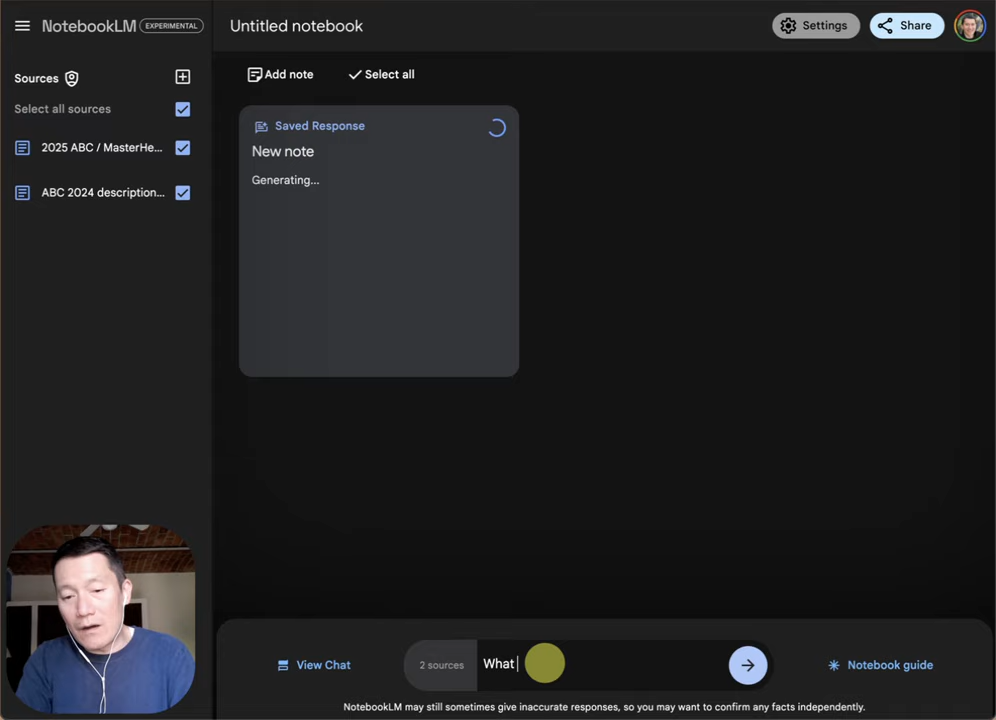 NotebookLM EXPERIMENTAL
Untitled notebook
Settings
Share
Sources
Select all sources
2025 ABC / MasterHe...
ABC 2024 description...
Add note
Select all
Saved Response
New note
Generating...
View Chat
2 sources
What
Notebook guide
NotebookLM may still sometimes give inaccurate responses, so you may want to confirm any facts independently.